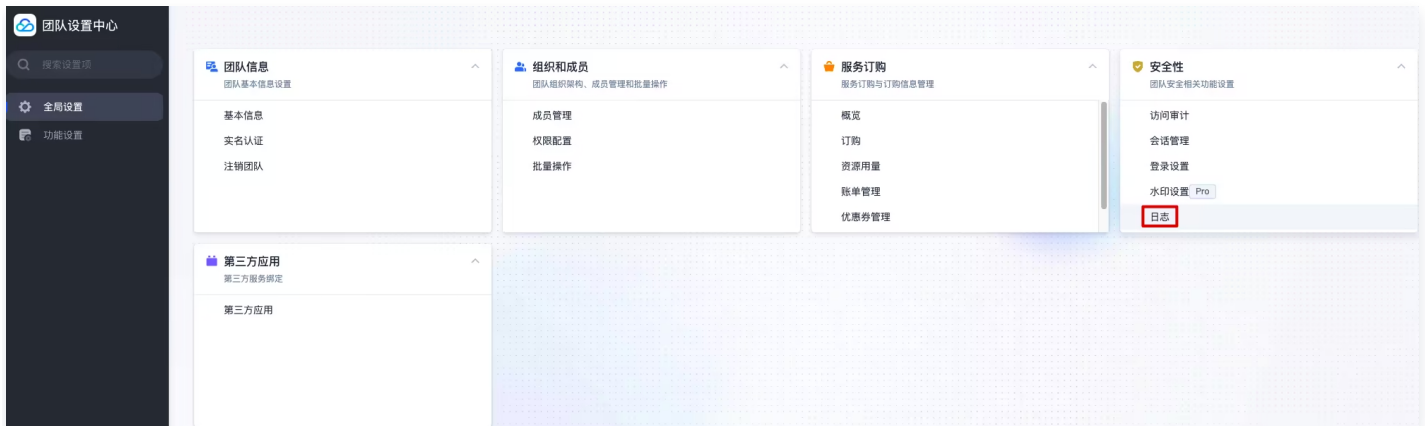 团队设置中心
搜索设置项
全局设置
功能设置
团队信息
团队基本信息设置
基本信息
实名认证
注销团队
组织和成员
团队组织架构、成员管理和批量操作
成员管理
权限配置
批量操作
服务订购
服务订购与订购信息管理
概览
订购
资源用量
账单管理
优惠券管理
安全性
团队安全相关功能设置
访问审计
会话管理
登录设置
水印设置 Pro
日志
第三方应用
第三方服务绑定
第三方应用